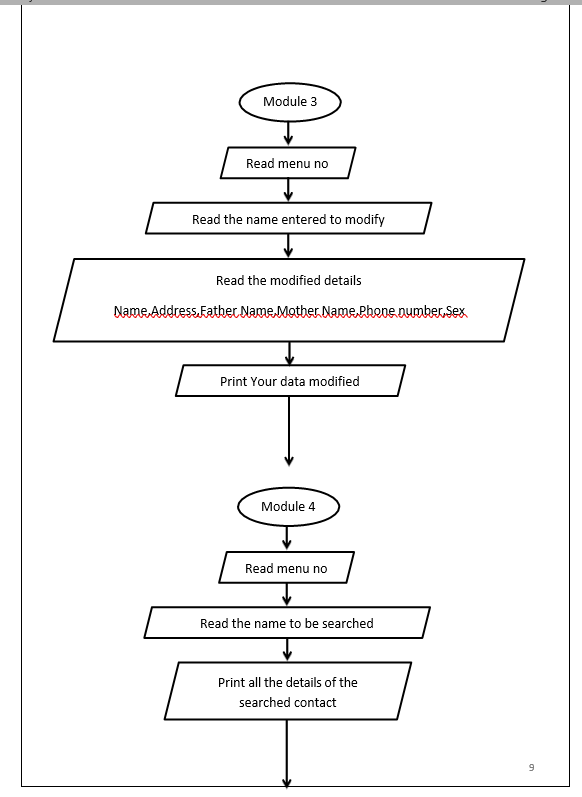 Module 3
Read menu no
Read the name entered to modify
Read the modified details
Name,Address,Father Name,Mother Name,Phone number,Sex
Print Your data modified
Module 4
Read menu no
Read the name to be searched
Print all the details of the
searched contact
9